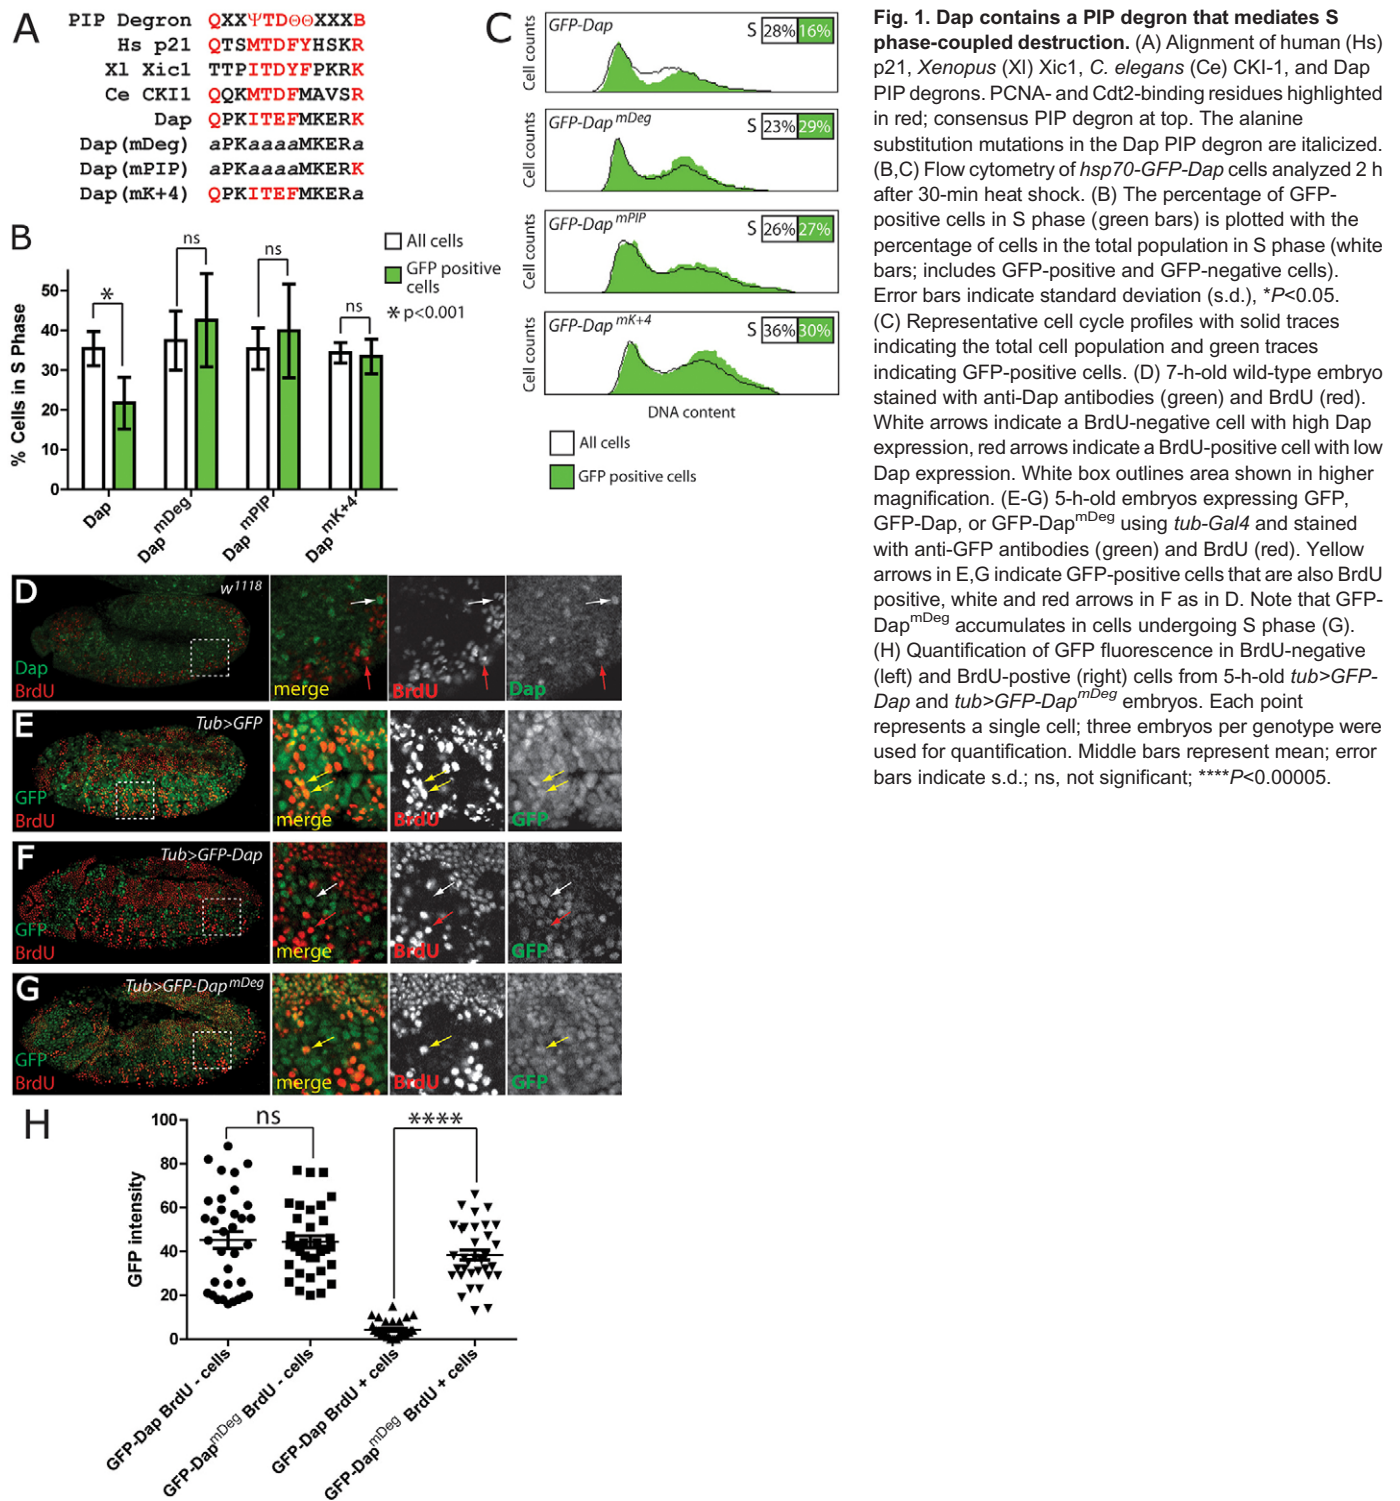 A
PIP Degron QXXΨTDΘΘXXXB
Hs p21 QTSMTDFYHSKR
Xl Xic1 TTPITDYFPKRK
Ce CKI1 QQKMTDFMAVSR
Dap QPKITEFMKERK
Dap(mDeg) aPKaaaaMKERa
Dap(mPIP) aPKaaaaMKERK
Dap(mK+4) QPKITEFMKERa
B
All cells
GFP positive
cells
* p<0.001
% Cells in S Phase
50
40
30
20
10
0
*
ns
ns
ns
Dap
Dap mDeg
Dap mPIP
Dap mK+4
C
GFP-Dap
S 28% 16%
Cell counts
GFP-Dap mDeg
S 23% 29%
Cell counts
GFP-Dap mPIP
S 26% 27%
Cell counts
GFP-Dap mK+4
S 36% 30%
Cell counts
DNA content
All cells
GFP positive cells
D
w1118
Dap
BrdU
merge
BrdU
Dap
E
Tub>GFP
GFP
BrdU
merge
BrdU
GFP
F
Tub>GFP-Dap
GFP
BrdU
merge
BrdU
GFP
G
Tub>GFP-Dap mDeg
GFP
BrdU
merge
BrdU
GFP
H
GFP intensity
100
80
60
40
20
0
ns
****
GFP-Dap BrdU - cells
GFP-Dap mDeg BrdU - cells
GFP-Dap BrdU + cells
GFP-Dap mDeg BrdU + cells
Fig. 1. Dap contains a PIP degron that mediates S
phase-coupled destruction. (A) Alignment of human (Hs)
p21, Xenopus (Xl) Xic1, C. elegans (Ce) CKI-1, and Dap
PIP degrons. PCNA- and Cdt2-binding residues highlighted
in red; consensus PIP degron at top. The alanine
substitution mutations in the Dap PIP degron are italicized.
(B,C) Flow cytometry of hsp70-GFP-Dap cells analyzed 2 h
after 30-min heat shock. (B) The percentage of GFP-
positive cells in S phase (green bars) is plotted with the
percentage of cells in the total population in S phase (white
bars; includes GFP-positive and GFP-negative cells).
Error bars indicate standard deviation (s.d.), *P<0.05.
(C) Representative cell cycle profiles with solid traces
indicating the total cell population and green traces
indicating GFP-positive cells. (D) 7-h-old wild-type embryo
stained with anti-Dap antibodies (green) and BrdU (red).
White arrows indicate a BrdU-negative cell with high Dap
expression, red arrows indicate a BrdU-positive cell with low
Dap expression. White box outlines area shown in higher
magnification. (E-G) 5-h-old embryos expressing GFP,
GFP-Dap, or GFP-DapmDeg using tub-Gal4 and stained
with anti-GFP antibodies (green) and BrdU (red). Yellow
arrows in E,G indicate GFP-positive cells that are also BrdU
positive, white and red arrows in F as in D. Note that GFP-
DapmDeg accumulates in cells undergoing S phase (G).
(H) Quantification of GFP fluorescence in BrdU-negative
(left) and BrdU-postive (right) cells from 5-h-old tub>GFP-
Dap and tub>GFP-DapmDeg embryos. Each point
represents a single cell; three embryos per genotype were
used for quantification. Middle bars represent mean; error
bars indicate s.d.; ns, not significant; ****P<0.00005.